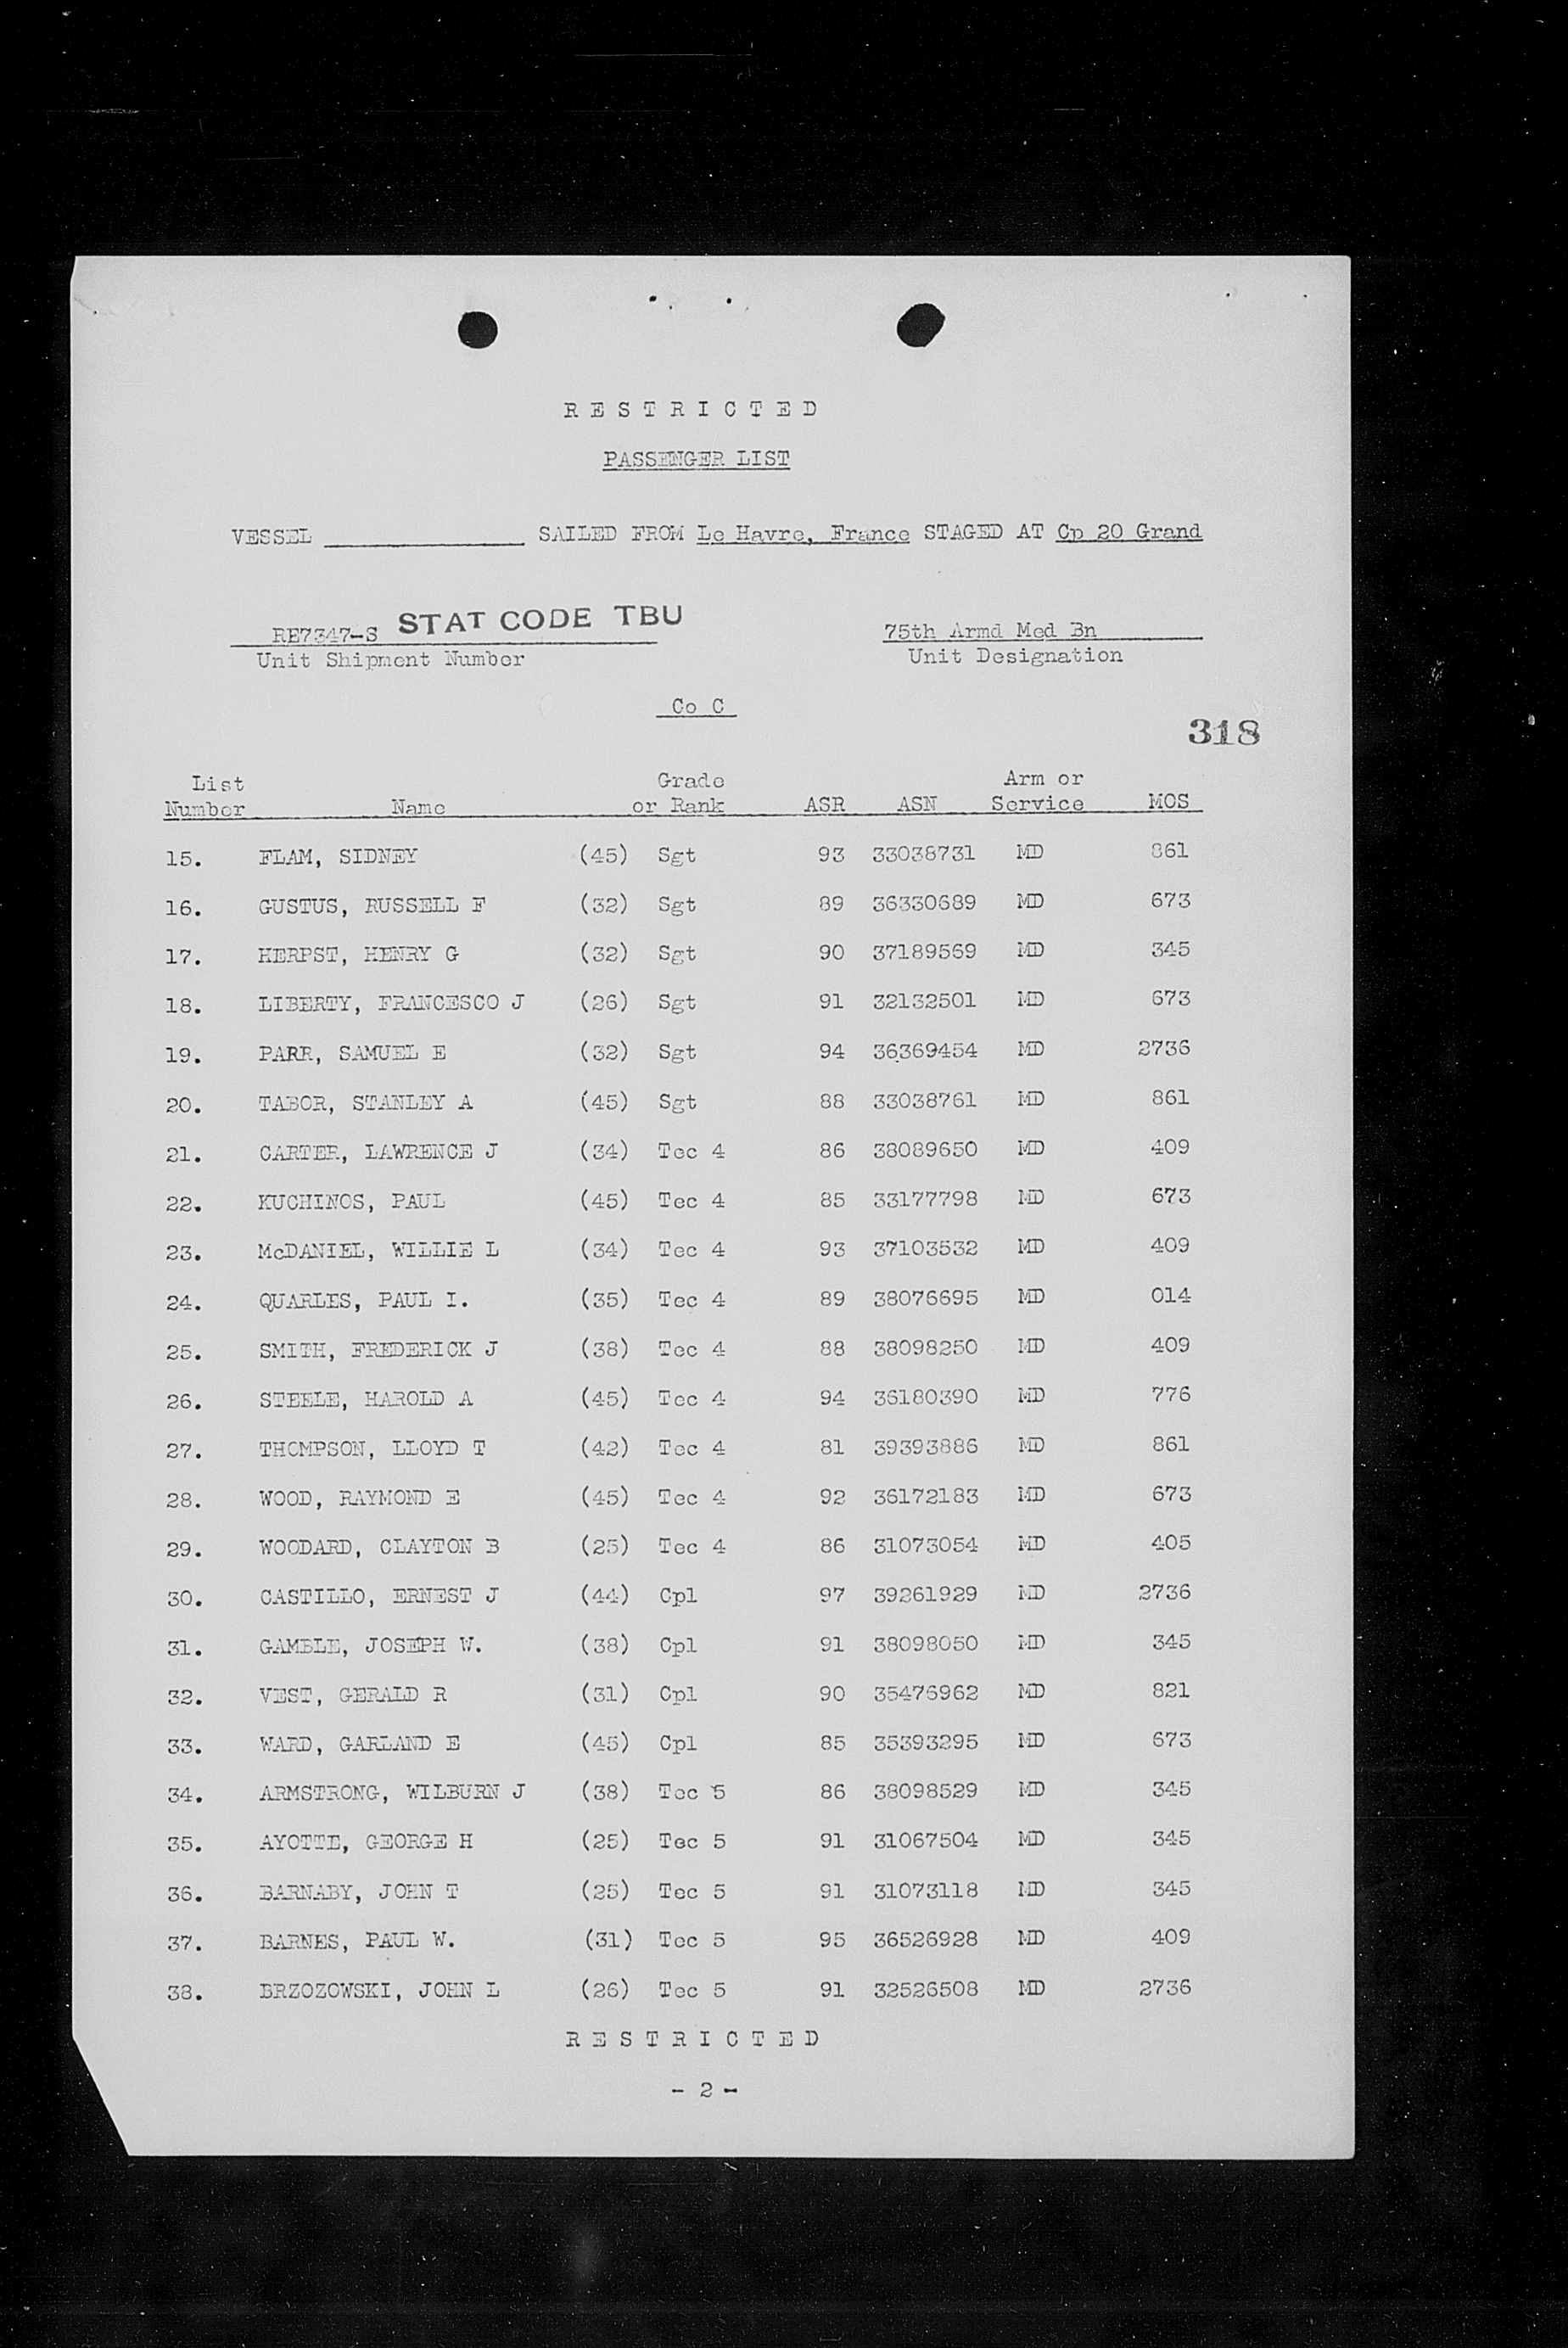 RESTRICTED
PASSENGER LIST
VESSEL ____________ SAILED FROM Le Havre, France STAGED AT Cp 20 Grand
RE7347-S STAT CODE TBU 75th Armd Med Bn
Unit Shipment Number Unit Designation
Co C
318
List Grade Arm or
Number Name or Rank ASR ASN Service MOS
15. FLAM, SIDNEY (45) Sgt 93 33038731 MD 861
16. GUSTUS, RUSSELL F (32) Sgt 89 36330689 MD 673
17. HERPST, HENRY G (32) Sgt 90 37189569 MD 345
18. LIBERTY, FRANCESCO J (26) Sgt 91 32132501 MD 673
19. PARR, SAMUEL E (32) Sgt 94 36369454 MD 2736
20. TABOR, STANLEY A (45) Sgt 88 33038761 MD 861
21. CARTER, LAWRENCE J (34) Tec 4 86 38089650 MD 409
22. KUCHINOS, PAUL (45) Tec 4 85 33177798 MD 673
23. McDANIEL, WILLIE L (34) Tec 4 93 37103532 MD 409
24. QUARLES, PAUL I. (35) Tec 4 89 38076695 MD 014
25. SMITH, FREDERICK J (38) Tec 4 88 38098250 MD 409
26. STEELE, HAROLD A (45) Tec 4 94 36180390 MD 776
27. THOMPSON, LLOYD T (42) Tec 4 81 39393886 MD 861
28. WOOD, RAYMOND E (45) Tec 4 92 36172183 MD 673
29. WOODARD, CLAYTON B (25) Tec 4 86 31073054 MD 405
30. CASTILLO, ERNEST J (44) Cpl 97 39261929 MD 2736
31. GAMBLE, JOSEPH W. (38) Cpl 91 38098050 MD 345
32. VEST, GERALD R (31) Cpl 90 35476962 MD 821
33. WARD, GARLAND E (45) Cpl 85 35393295 MD 673
34. ARMSTRONG, WILBURN J (38) Tec 5 86 38098529 MD 345
35. AYOTTE, GEORGE H (25) Tec 5 91 31067504 MD 345
36. BARNABY, JOHN T (25) Tec 5 91 31073118 MD 345
37. BARNES, PAUL W. (31) Tec 5 95 36526928 MD 409
38. BRZOZOWSKI, JOHN L (26) Tec 5 91 32526508 MD 2736
RESTRICTED
- 2 -